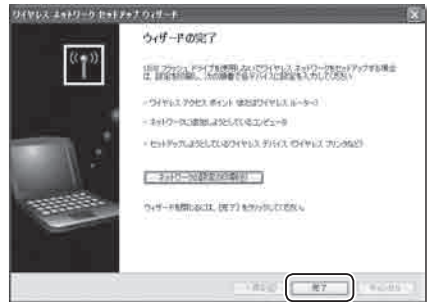 ワイヤレス ネットワーク セットアップ ウィザード
ウィザードの完了
USB フラッシュ ドライブを使用しないでワイヤレス ネットワークをセットアップする場合
は、設定を印刷し、次の順番で各デバイスに設定を入力してください:
- ワイヤレス アクセス ポイント (またはワイヤレス ルーター)
- ネットワークに追加しようとしているコンピュータ
- セットアップしようとしているワイヤレス デバイス (ワイヤレス プリンタなど)
ネットワークの設定の印刷(P)
ウィザードを閉じるには、[完了] をクリックしてください。
< 戻る(B)
完了
キャンセル